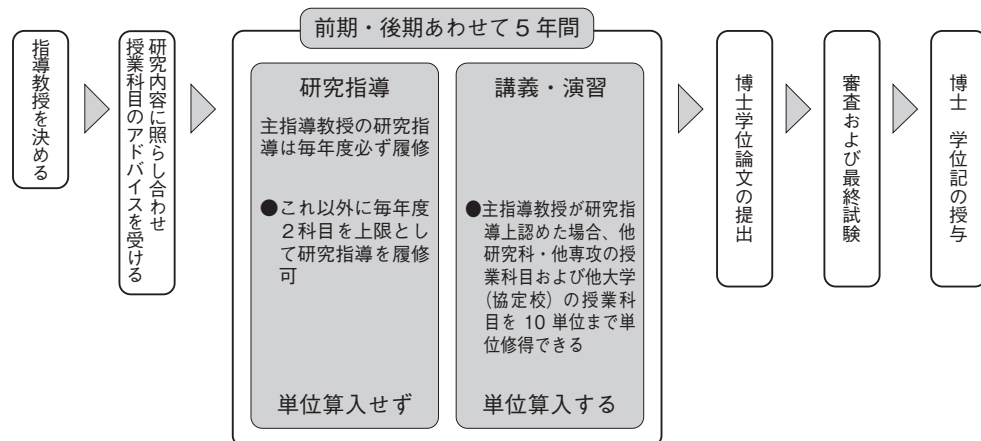 指導教授を決める
研究内容に照らし合わせ
授業科目のアドバイスを受ける
前期・後期あわせて5年間
研究指導
主指導教授の研究指
導は毎年度必ず履修
●これ以外に毎年度
2科目を上限とし
て研究指導を履修
可
単位算入せず
講義・演習
●主指導教授が研究指
導上認めた場合、他
研究科・他専攻の授
業科目および他大学
(協定校)の授業科
目を 10 単位まで単
位修得できる
単位算入する
博士学位論文の提出
審査および最終試験
博士 学位記の授与